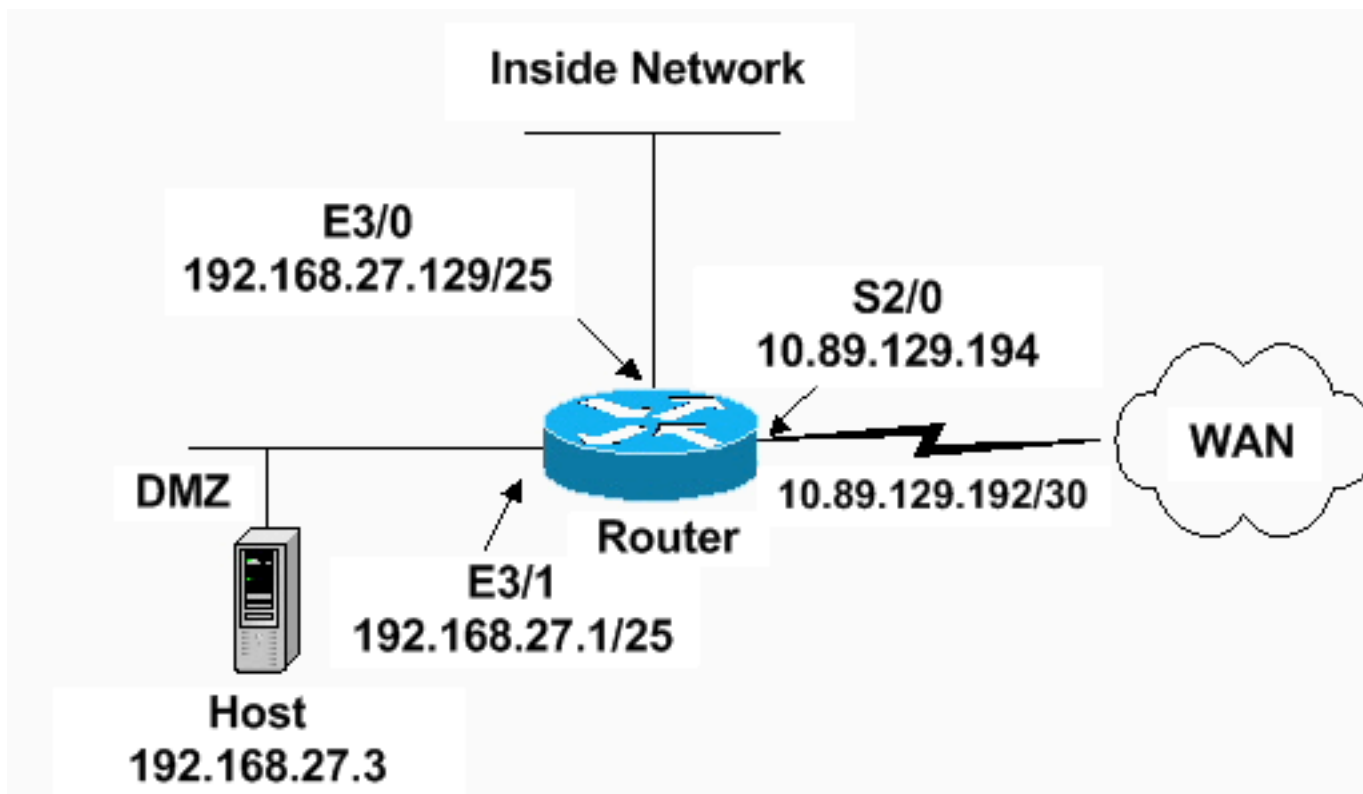 Inside Network
E3/0
192.168.27.129/25
S2/0
10.89.129.194
WAN
DMZ
10.89.129.192/30
Router
E3/1
192.168.27.1/25
Host
192.168.27.3